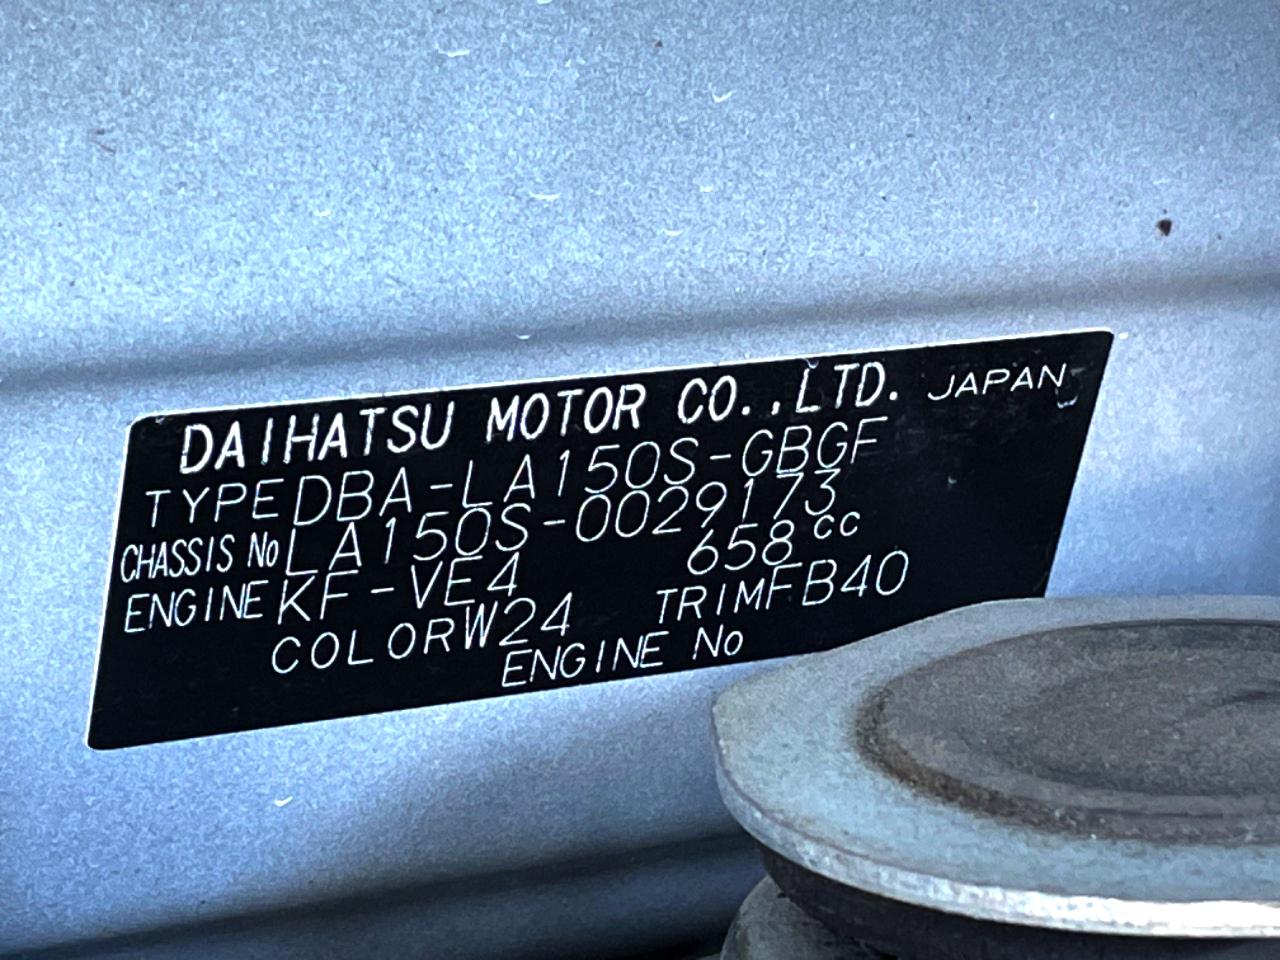 DAIHATSU MOTOR CO.,LTD. JAPAN
TYPE DBA-LA150S-GBGF
CHASSIS No LA150S-0029173
ENGINE KF-VE4 658cc
COLOR W24 TRIM FB40
ENGINE No